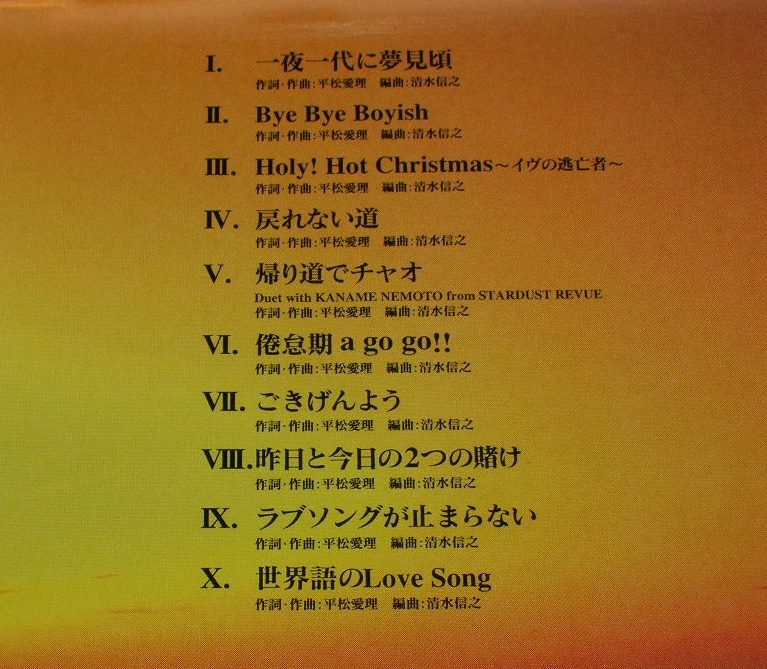 I. 一夜一代に夢見頃
作詞・作曲:平松愛理 編曲:清水信之
II. Bye Bye Boyish
作詞・作曲:平松愛理 編曲:清水信之
III. Holy! Hot Christmas～イヴの逃亡者～
作詞・作曲:平松愛理 編曲:清水信之
IV. 戻れない道
作詞・作曲:平松愛理 編曲:清水信之
V. 帰り道でチャオ
Duet with KANAME NEMOTO from STARDUST REVUE
作詞・作曲:平松愛理 編曲:清水信之
VI. 倦怠期 a go go!!
作詞・作曲:平松愛理 編曲:清水信之
VII. ごきげんよう
作詞・作曲:平松愛理 編曲:清水信之
VIII. 昨日と今日の2つの賭け
作詞・作曲:平松愛理 編曲:清水信之
IX. ラブソングが止まらない
作詞・作曲:平松愛理 編曲:清水信之
X. 世界語のLove Song
作詞・作曲:平松愛理 編曲:清水信之